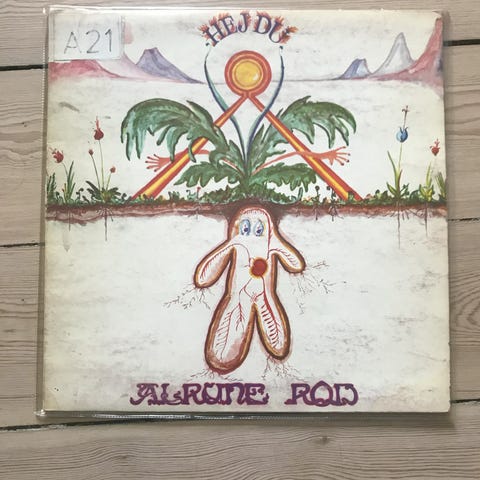 HEJ DU
A21
ALRUNE ROD